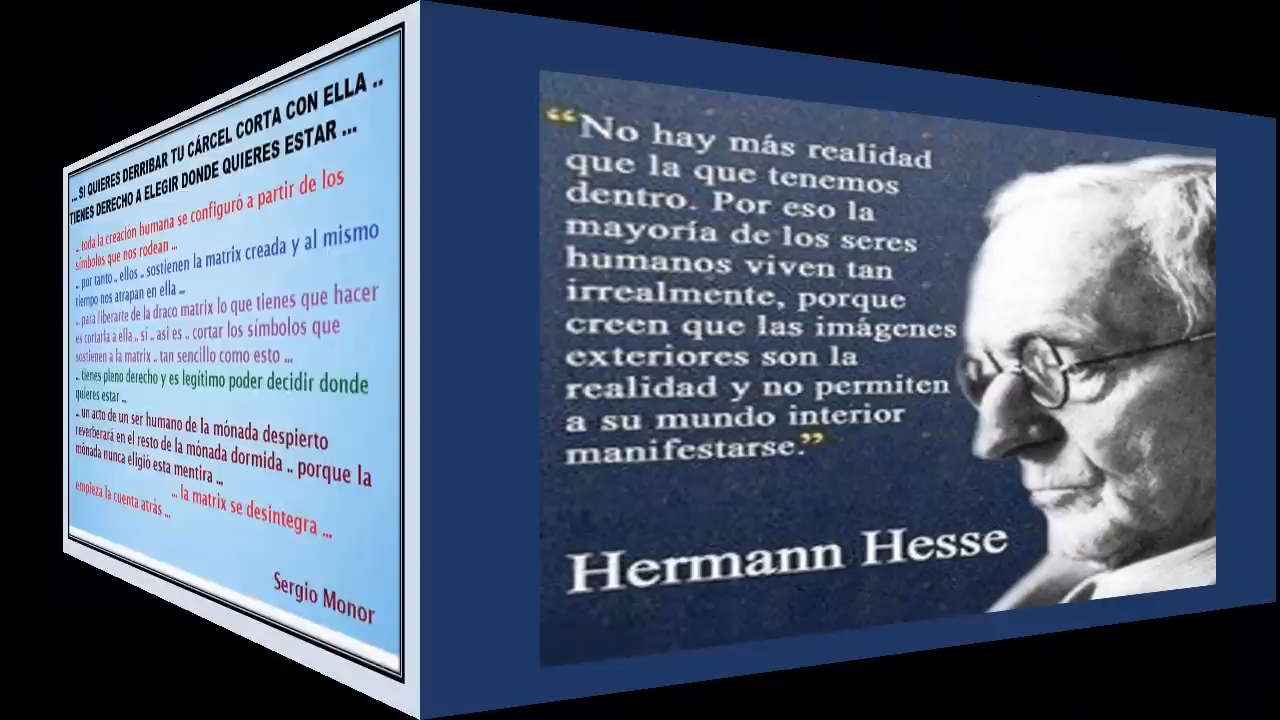 ... SI QUIERES DERRIBAR TU CÁRCEL CORTA CON ELLA ..
TIENES DERECHO A ELEGIR DONDE QUIERES ESTAR ...
.. toda la creación humana se configuró a partir de los
símbolos que nos rodean ...
.. por tanto .. ellos .. sostienen la matrix creada y al mismo
tiempo nos atrapan en ella ...
.. para liberarte de la draco matrix lo que tienes que hacer
es cortarla a ella .. sí .. asi es .. cortar los símbolos que
sostienen a la matrix .. tan sencillo como esto ...
.. tienes pleno derecho y es legítimo poder decidir donde
quieres estar ..
.. un acto de un ser humano de la mónada despierto
reverberará en el resto de la mónada dormida .. porque la
mónada nunca eligió esta mentira ...
... la matrix se desintegra ...
empieza la cuenta atrás ...
Sergio Monor
“No hay más realidad
que la que tenemos
dentro. Por eso la
mayoría de los seres
humanos viven tan
irrealmente, porque
creen que las imágenes
exteriores son la
realidad y no permiten
a su mundo interior
manifestarse.”
Hermann Hesse